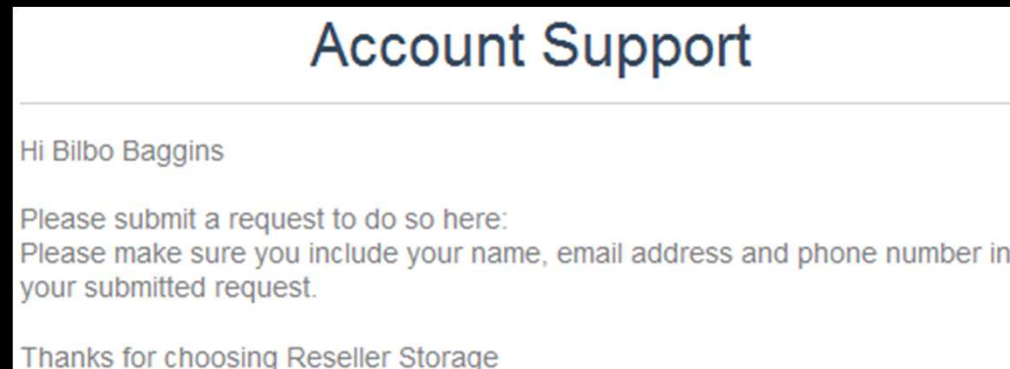 Account Support
Hi Bilbo Baggins
Please submit a request to do so here:
Please make sure you include your name, email address and phone number in
your submitted request.
Thanks for choosing Reseller Storage